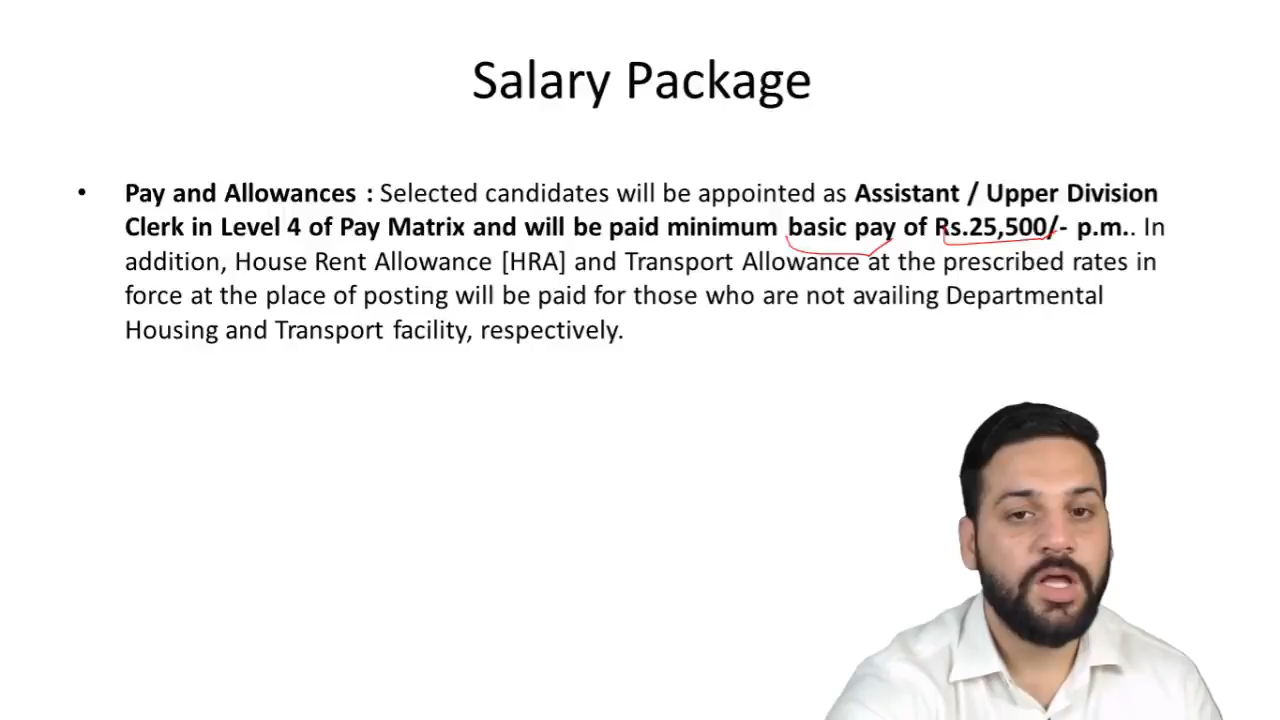 Salary Package
• Pay and Allowances : Selected candidates will be appointed as Assistant / Upper Division
Clerk in Level 4 of Pay Matrix and will be paid minimum basic pay of Rs.25,500/- p.m.. In
addition, House Rent Allowance [HRA] and Transport Allowance at the prescribed rates in
force at the place of posting will be paid for those who are not availing Departmental
Housing and Transport facility, respectively.